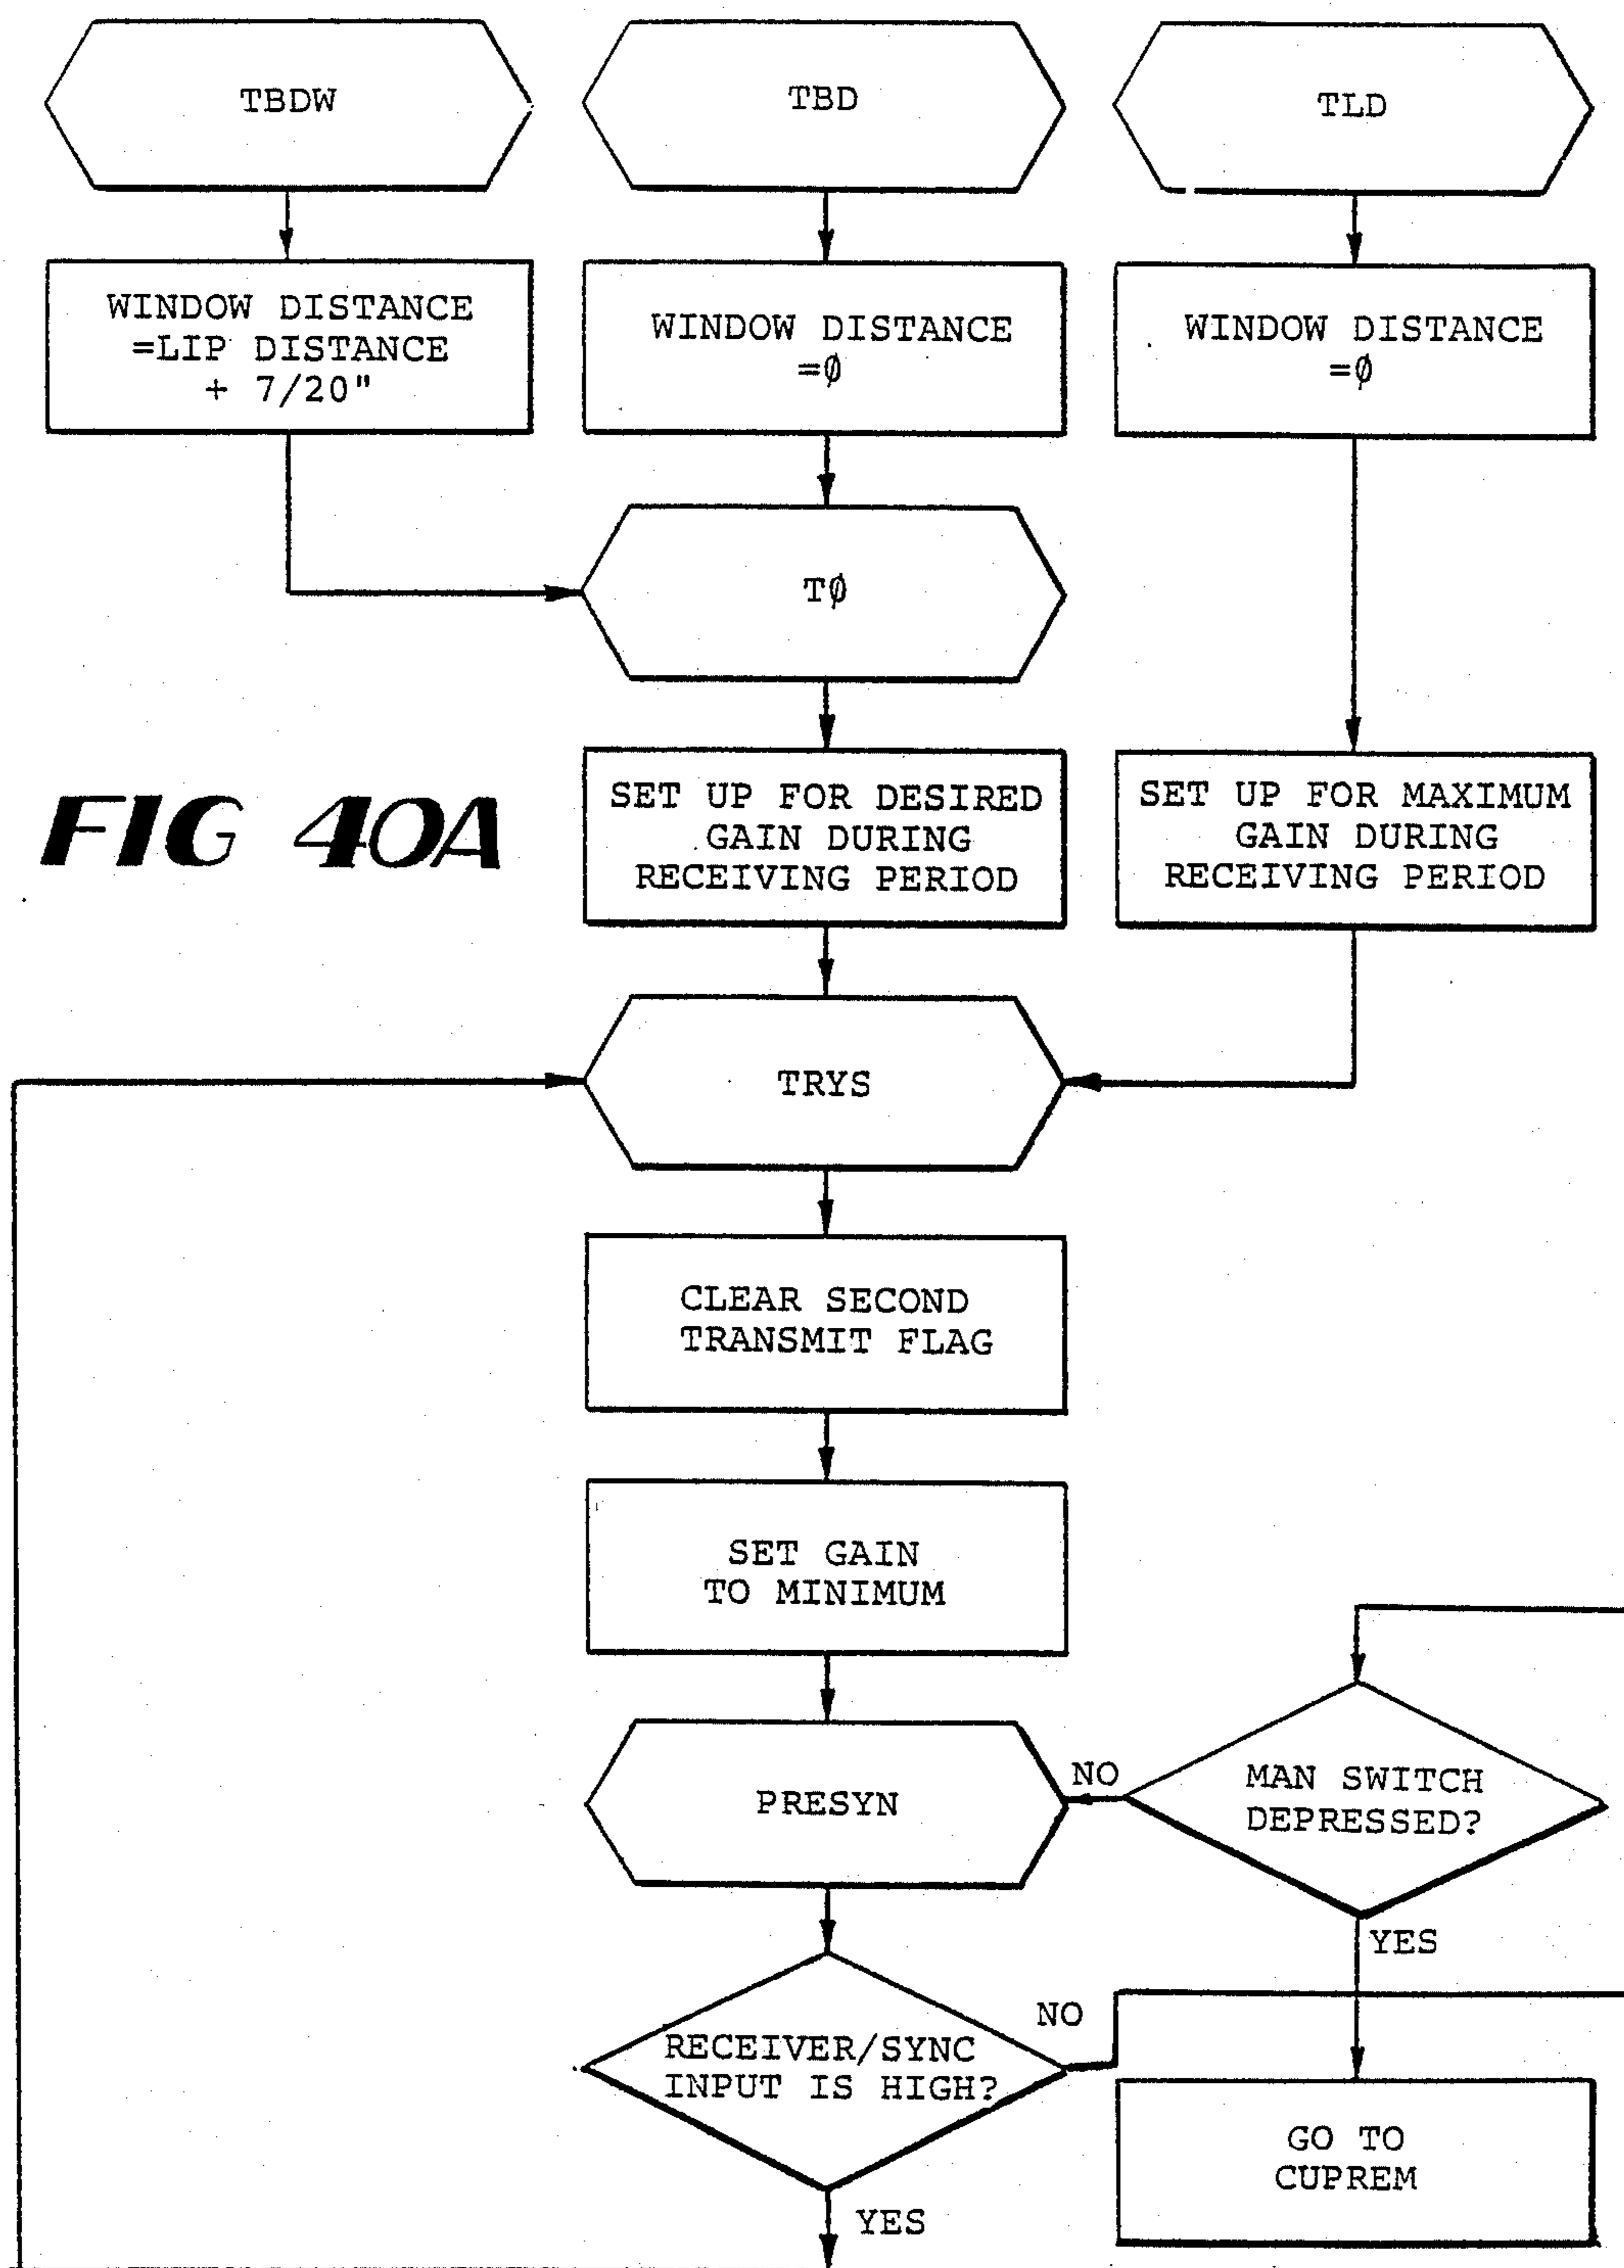 TBDW
TBD
TLD
WINDOW DISTANCE
=LIP DISTANCE
+ 7/20"
WINDOW DISTANCE
=Ø
WINDOW DISTANCE
=Ø
TØ
FIG 40A
SET UP FOR DESIRED
GAIN DURING
RECEIVING PERIOD
SET UP FOR MAXIMUM
GAIN DURING
RECEIVING PERIOD
TRYS
CLEAR SECOND
TRANSMIT FLAG
SET GAIN
TO MINIMUM
PRESYN
NO
MAN SWITCH
DEPRESSED?
YES
NO
RECEIVER/SYNC
INPUT IS HIGH?
GO TO
CUPREM
YES